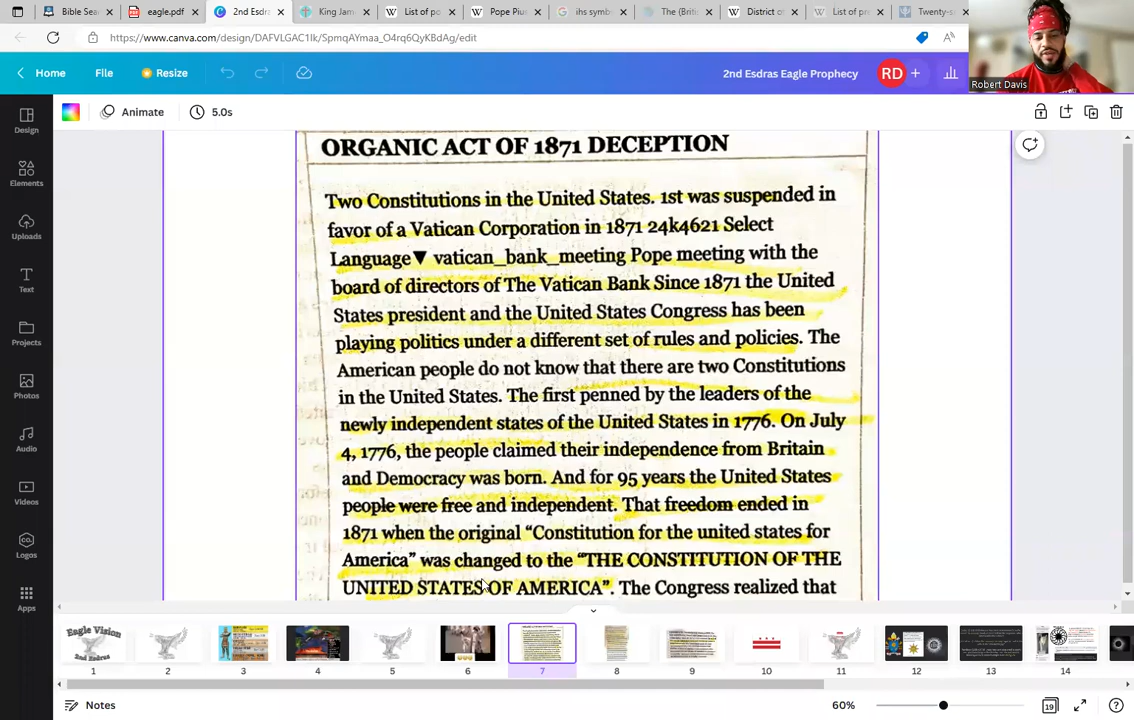 2nd Esdra
Bible Sea
eagle.pdf
2nd Esdr
King Jam
List of po
Pope Piu
ihs symb
The (Briti
District o
List of pre
Twenty-s
https://www.canva.com/design/DAFVLGAC1Ik/SpmqAYmaa_O4rq6QyKBdAg/edit
Home
File
Resize
2nd Esdras Eagle Prophecy
RD
Robert Davis
Animate
5.0s
Design
Elements
Uploads
Text
Projects
Photos
Audio
Videos
Logos
Apps
ORGANIC ACT OF 1871 DECEPTION
Two Constitutions in the United States. 1st was suspended in
favor of a Vatican Corporation in 1871 24k4621 Select
Language▼ vatican_bank_meeting Pope meeting with the
board of directors of The Vatican Bank Since 1871 the United
States president and the United States Congress has been
playing politics under a different set of rules and policies. The
American people do not know that there are two Constitutions
in the United States. The first penned by the leaders of the
newly independent states of the United States in 1776. On July
4, 1776, the people claimed their independence from Britain
and Democracy was born. And for 95 years the United States
people were free and independent. That freedom ended in
1871 when the original “Constitution for the united states for
America” was changed to the “THE CONSTITUTION OF THE
UNITED STATES OF AMERICA”. The Congress realized that
Eagle Vision
2nd Esdras
1
2
3
4
5
6
7
8
9
10
11
12
13
14
Notes
60%
19